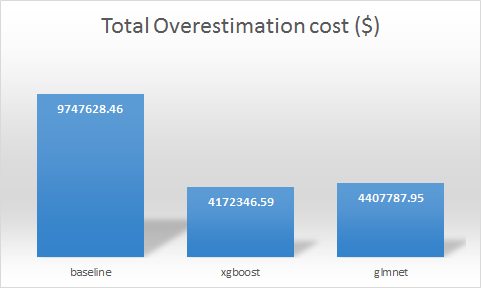 Total Overestimation cost ($)
9747628.46
4172346.59
4407787.95
baseline
xgboost
glmnet